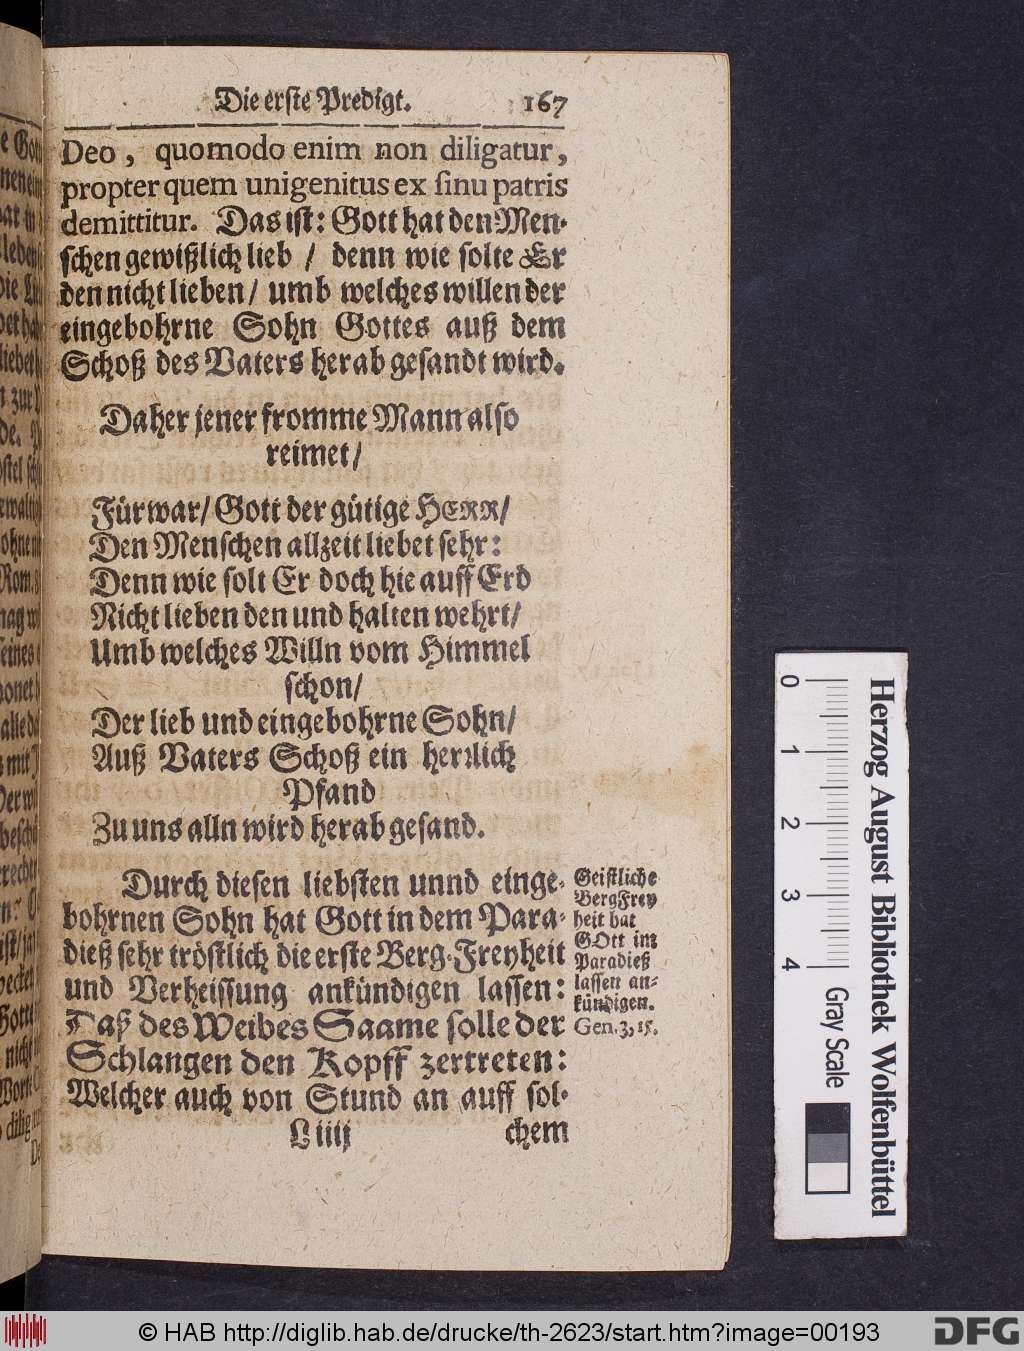 Die erste Predigt. 167
Deo, quomodo enim non diligatur,
propter quem unigenitus ex sinu patris
demittitur. Das ist: Gott hat den Men-
schen gewißlich lieb / denn wie solte Er
den nicht lieben / umb welches willen der
eingebohrne Sohn Gottes auß dem
Schoß des Vaters herab gesandt wird.
Daher jener fromme Mann also
reimet /
Fürwar / Gott der gütige HERR /
Den Menschen allzeit liebet sehr:
Denn wie solt Er doch hie auff Erd
Nicht lieben den und halten wehrt /
Umb welches Willn vom Himmel
schon /
Der lieb und eingebohrne Sohn /
Auß Vaters Schoß ein herrlich
Pfand
Zu uns alln wird herab gesand.
Durch diesen liebsten unnd einge-
bohrnen Sohn hat Gott in dem Para-
dieß sehr tröstlich die erste Berg-Freyheit
und Verheissung ankündigen lassen:
Daß des Weibes Saame solle der
Schlangen den Kopff zertreten:
Welcher auch von Stund an auff sol-
L iiij chem
Geistliche
BergFrey
heit hat
GOtt im
Paradieß
lassen an-
kündigen.
Gen. 3, 15.
0 1 2 3 4
Gray Scale
Herzog August Bibliothek Wolfenbüttel
© HAB http://diglib.hab.de/drucke/th-2623/start.htm?image=00193
DFG